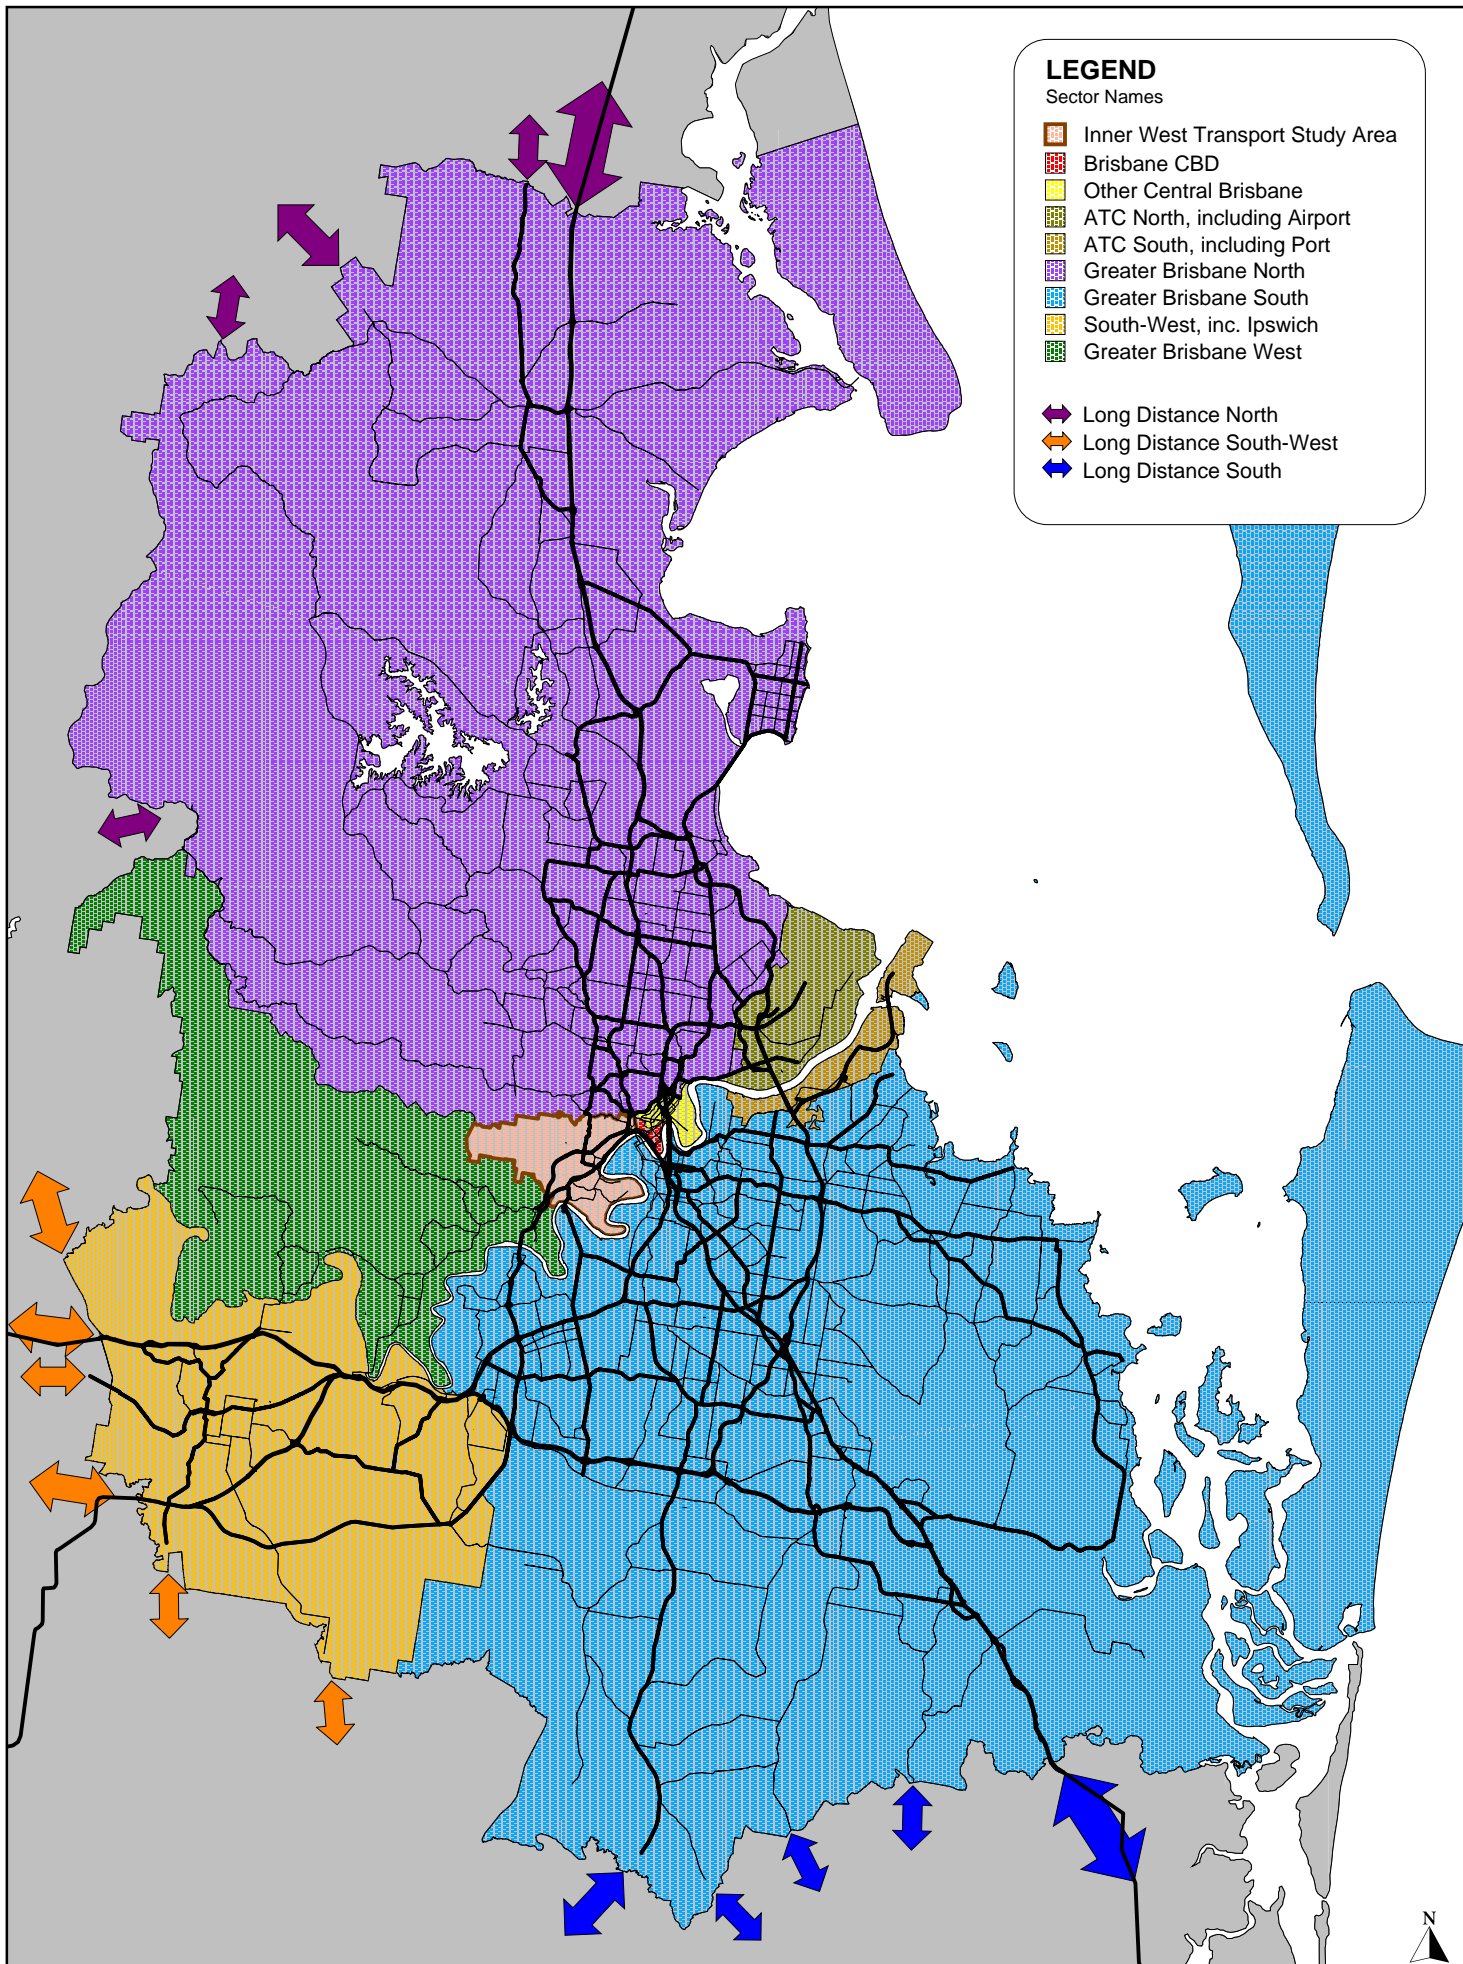 LEGEND
Sector Names
Inner West Transport Study Area
Brisbane CBD
Other Central Brisbane
ATC North, including Airport
ATC South, including Port
Greater Brisbane North
Greater Brisbane South
South-West, inc. Ipswich
Greater Brisbane West
Long Distance North
Long Distance South-West
Long Distance South
N